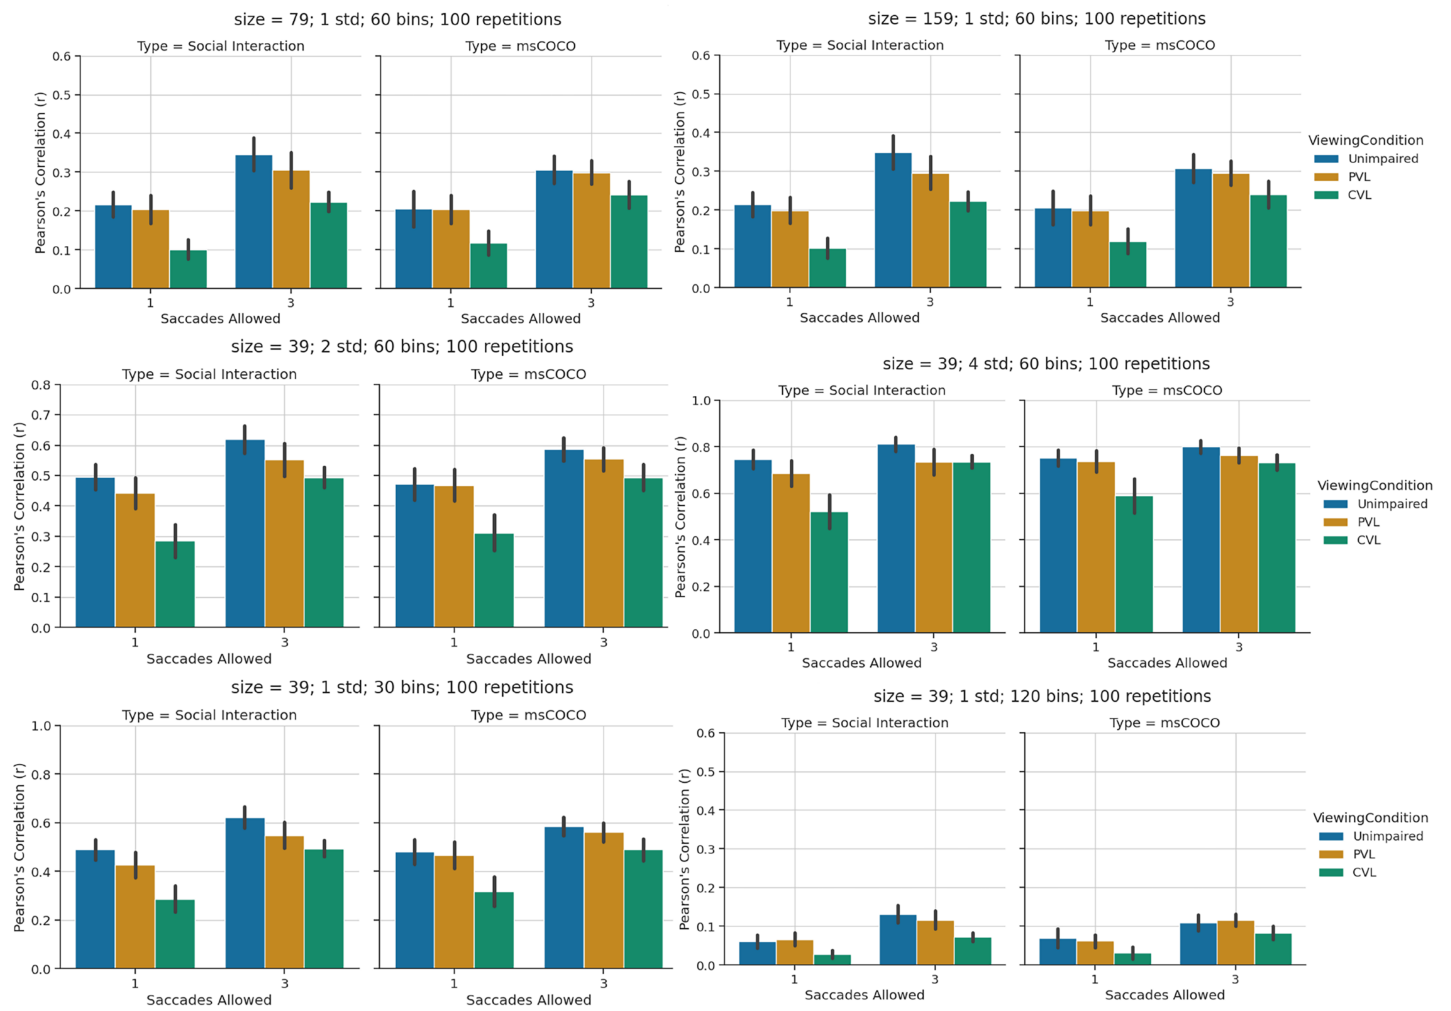 size = 79; 1 std; 60 bins; 100 repetitions
Type = Social Interaction
Type = msCOCO
0.6
0.5
0.4
0.3
0.2
0.1
0.0
Pearson's Correlation (r)
1 3
1 3
Saccades Allowed
Saccades Allowed
size = 159; 1 std; 60 bins; 100 repetitions
Type = Social Interaction
Type = msCOCO
0.6
0.5
0.4
0.3
0.2
0.1
0.0
Pearson's Correlation (r)
1 3
1 3
Saccades Allowed
Saccades Allowed
ViewingCondition
Unimpaired
PVL
CVL
size = 39; 2 std; 60 bins; 100 repetitions
Type = Social Interaction
Type = msCOCO
0.8
0.7
0.6
0.5
0.4
0.3
0.2
0.1
0.0
Pearson's Correlation (r)
1 3
1 3
Saccades Allowed
Saccades Allowed
size = 39; 4 std; 60 bins; 100 repetitions
Type = Social Interaction
Type = msCOCO
1.0
0.8
0.6
0.4
0.2
0.0
Pearson's Correlation (r)
1 3
1 3
Saccades Allowed
Saccades Allowed
ViewingCondition
Unimpaired
PVL
CVL
size = 39; 1 std; 30 bins; 100 repetitions
Type = Social Interaction
Type = msCOCO
1.0
0.8
0.6
0.4
0.2
0.0
Pearson's Correlation (r)
1 3
1 3
Saccades Allowed
Saccades Allowed
size = 39; 1 std; 120 bins; 100 repetitions
Type = Social Interaction
Type = msCOCO
0.6
0.5
0.4
0.3
0.2
0.1
0.0
Pearson's Correlation (r)
1 3
1 3
Saccades Allowed
Saccades Allowed
ViewingCondition
Unimpaired
PVL
CVL